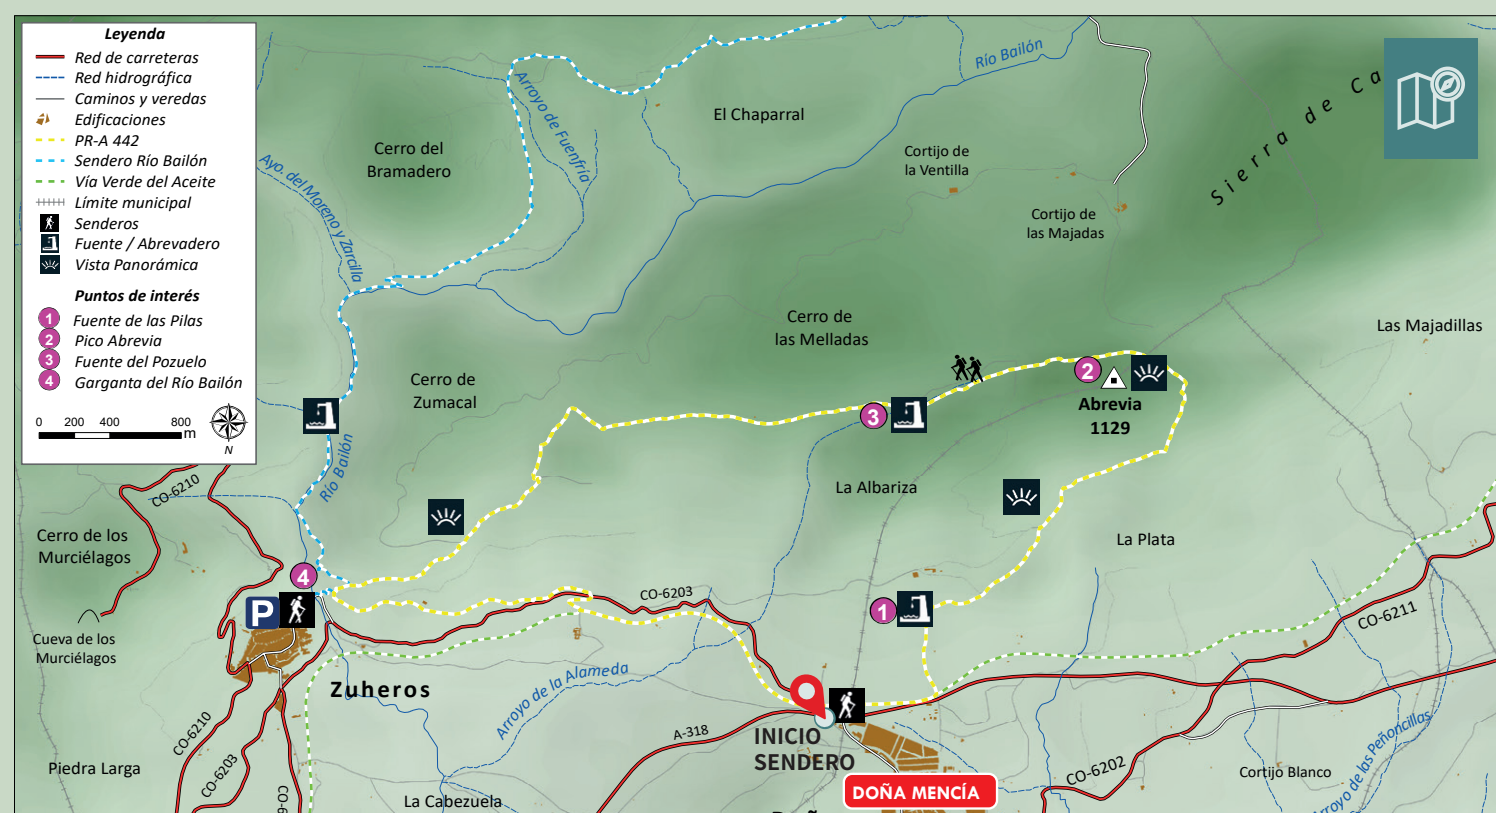 Leyenda
Red de carreteras
Red hidrográfica
Caminos y veredas
Edificaciones
PR-A 442
Sendero Río Bailón
Vía Verde del Aceite
Límite municipal
Senderos
Fuente / Abrevadero
Vista Panorámica
Puntos de interés
1 Fuente de las Pilas
2 Pico Abrevia
3 Fuente del Pozuelo
4 Garganta del Río Bailón
0 200 400 800
m
N
Río Bailón
Sierra de Ca
Arroyo de Fuenfria
El Chaparral
Cerro del
Bramadero
Ayo. del Moreno y Zarcilla
Cortijo de
la Ventilla
Cortijo de
las Majadas
Cerro de
las Melladas
Las Majadillas
Cerro de
Zumacal
2
Abrevia
1129
3
Río Bailón
CO-6210
La Albariza
Cerro de los
Murciélagos
La Plata
4
P
CO-6203
1
CO-6211
Cueva de los
Murciélagos
Zuheros
Arroyo de la Alameda
CO-6210
A-318
INICIO
SENDERO
CO-6203
Piedra Larga
CO-6202
Cortijo Blanco
Arroyo de las Peñoncillas
DOÑA MENCÍA
La Cabezuela